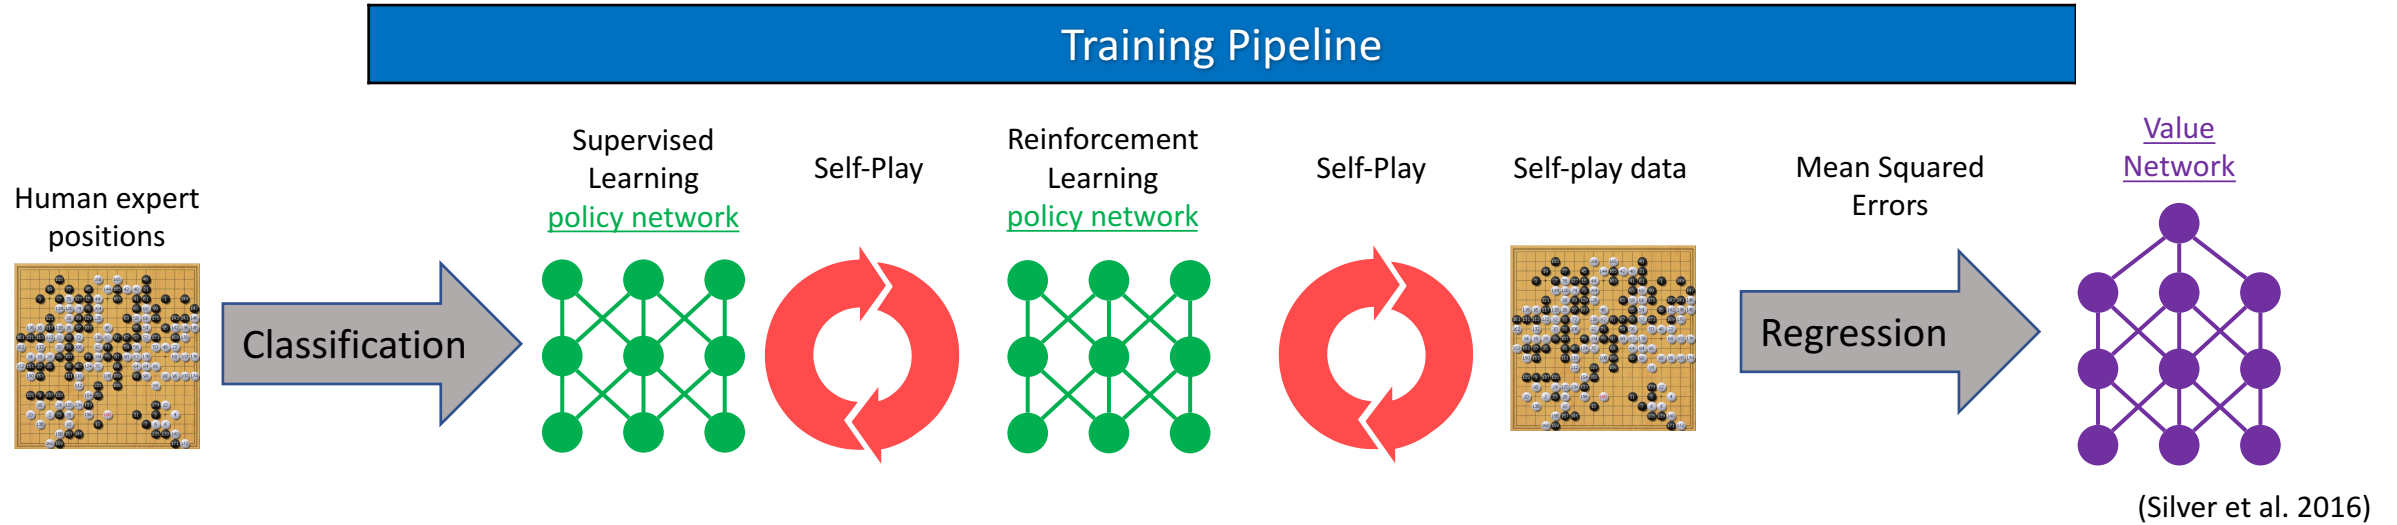 Training Pipeline
Human expert
positions
Classification
Supervised
Learning
policy network
Self-Play
Reinforcement
Learning
policy network
Self-Play
Self-play data
Mean Squared
Errors
Regression
Value
Network
(Silver et al. 2016)